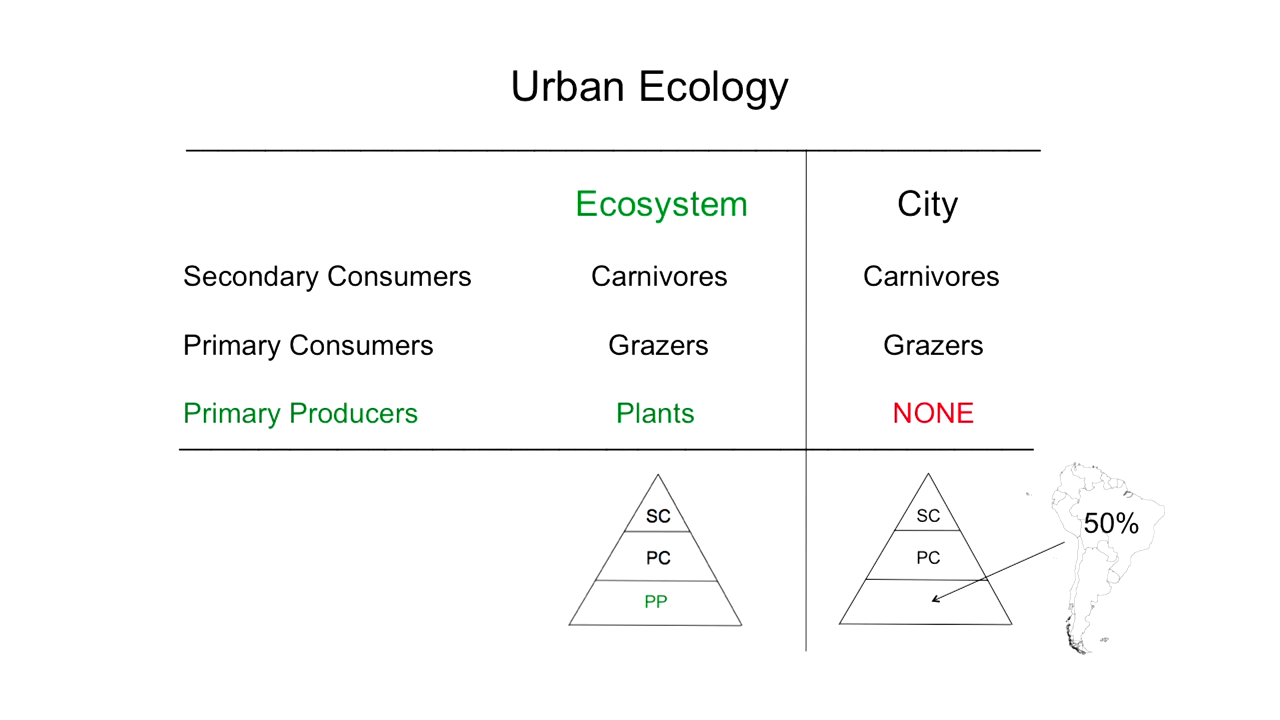 Urban Ecology
Ecosystem City
Secondary Consumers Carnivores Carnivores
Primary Consumers Grazers Grazers
Primary Producers Plants NONE
SC SC 50%
PC PC
PP